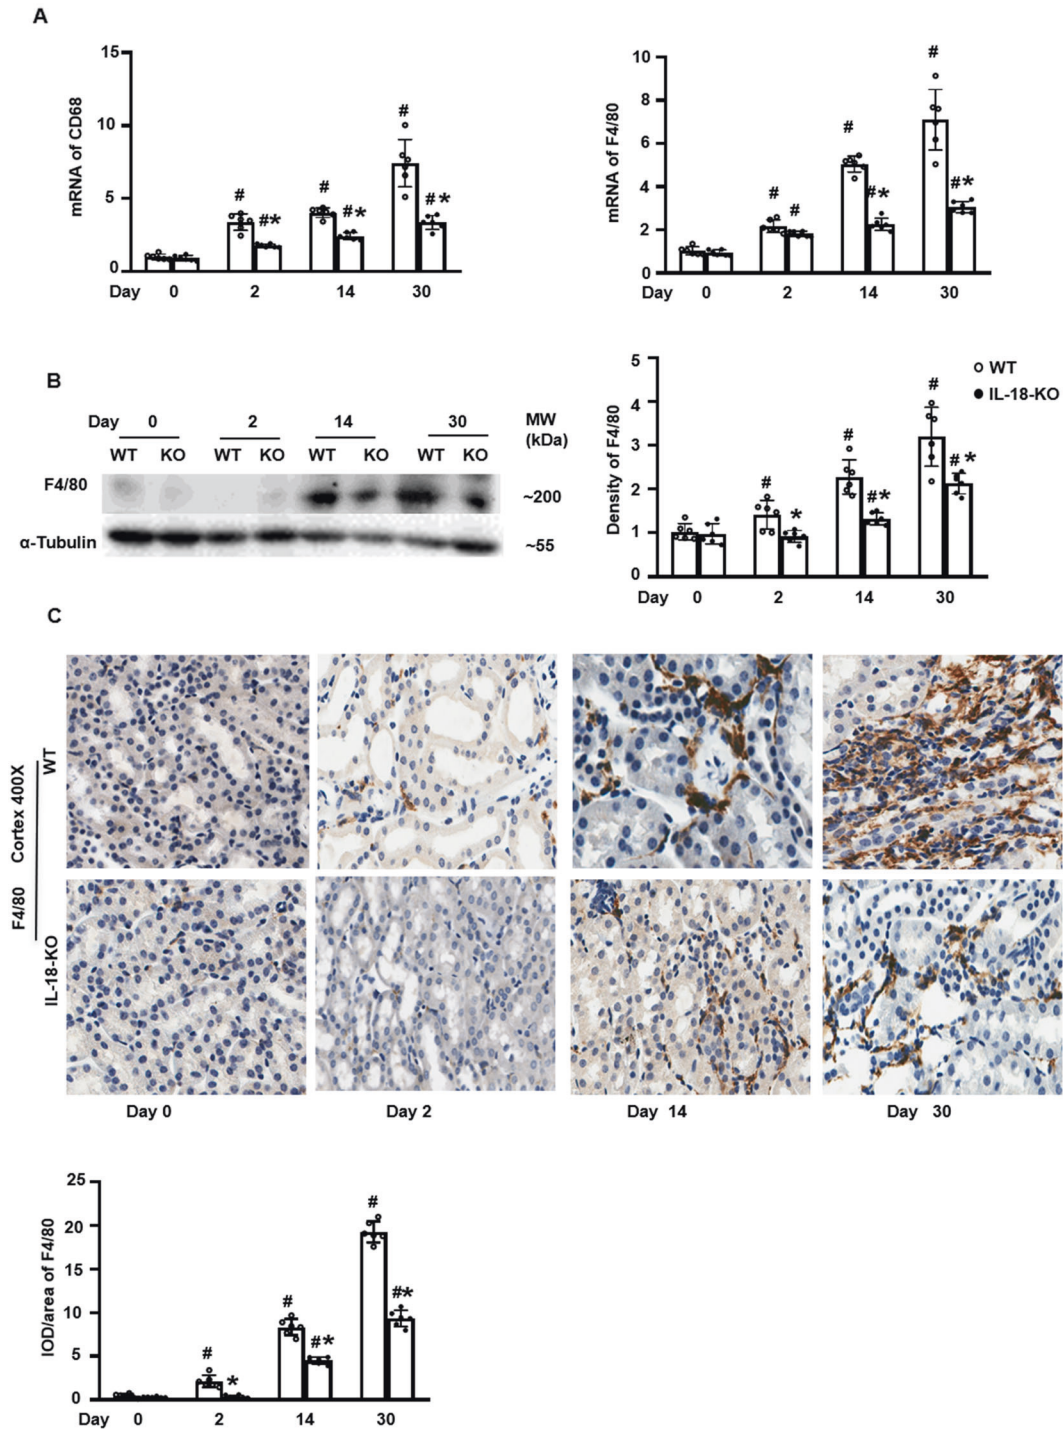 A
mRNA of CD68
15
10
5
0
# # #* # #* # #*
Day 0 2 14 30
mRNA of F4/80
10
8
6
4
2
0
# # # #* # #*
Day 0 2 14 30
B
Day 0 2 14 30
WT KO WT KO WT KO WT KO
MW
(kDa)
F4/80
~200
α-Tubulin
~55
Density of F4/80
5
4
3
2
1
0
# * # #* # #*
WT
IL-18-KO
Day 0 2 14 30
C
F4/80 Cortex 400X
WT
IL-18-KO
Day 0 Day 2 Day 14 Day 30
IOD/area of F4/80
25
20
15
10
5
0
# * # #* # #*
Day 0 2 14 30